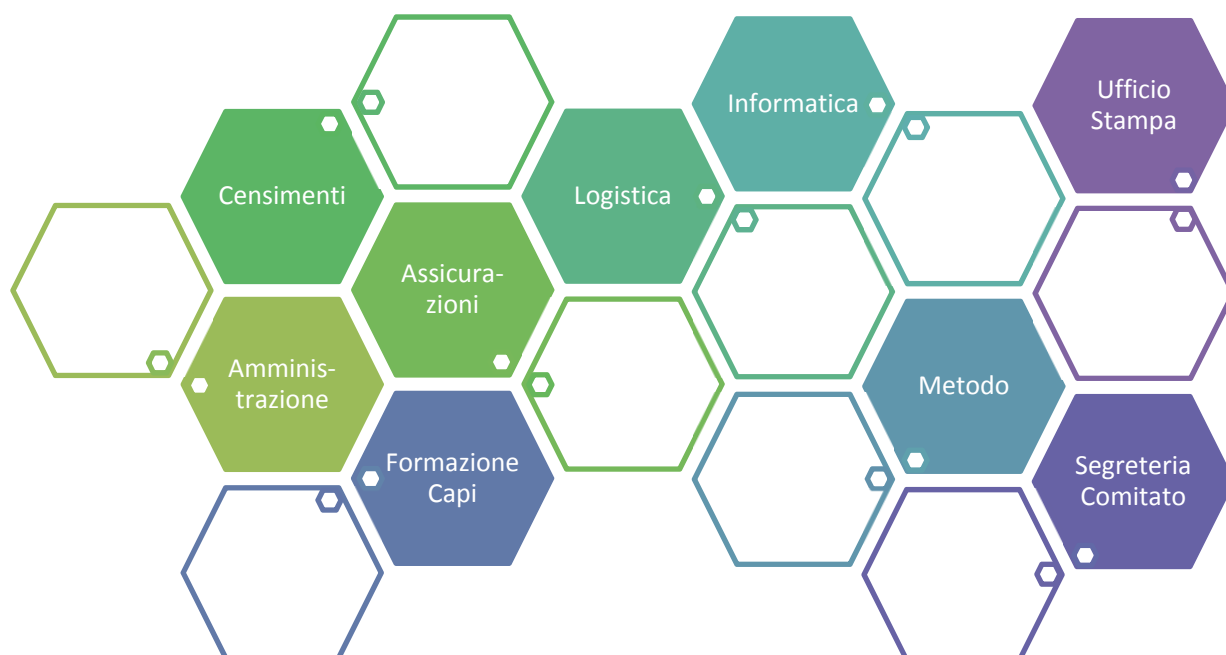 Informatica
Ufficio
Stampa
Censimenti
Logistica
Assicura-
zioni
Amminis-
trazione
Metodo
Formazione
Capi
Segreteria
Comitato